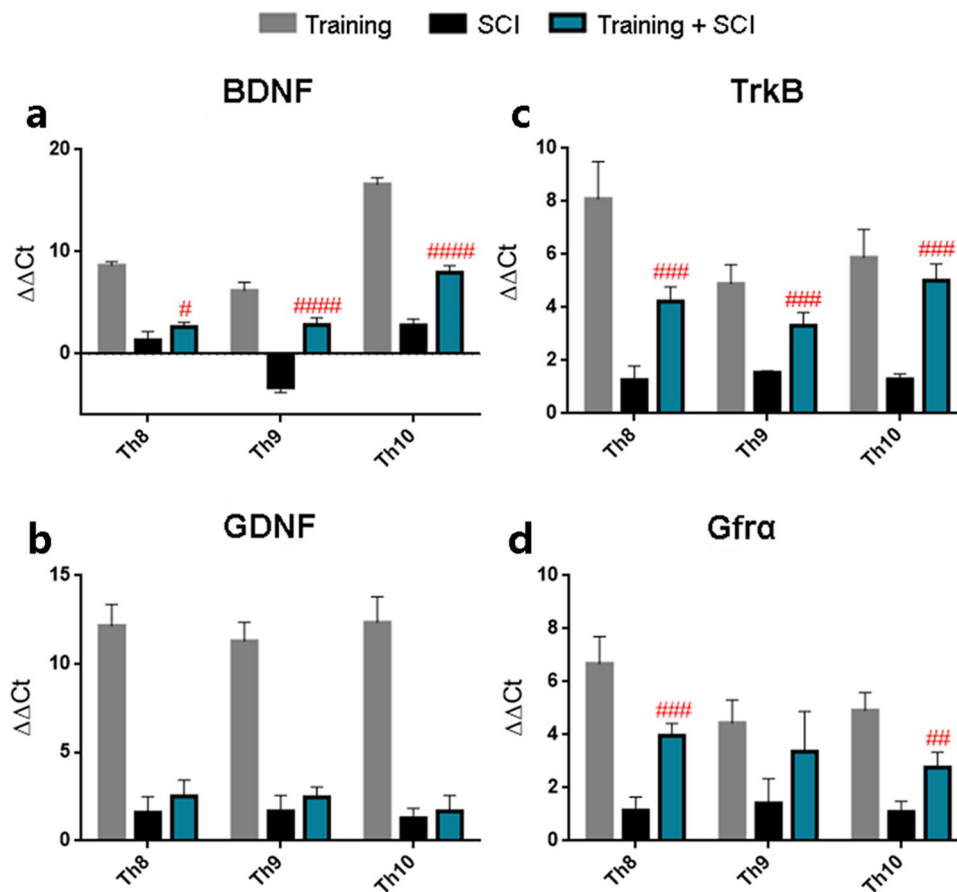 Training SCI Training + SCI
a BDNF
ΔΔCt
20
10
0
# #### ####
Th8 Th9 Th10
c TrkB
ΔΔCt
10
8
6
4
2
0
### ### ###
Th8 Th9 Th10
b GDNF
ΔΔCt
15
10
5
0
Th8 Th9 Th10
d Gfrα
ΔΔCt
10
8
6
4
2
0
### ##
Th8 Th9 Th10